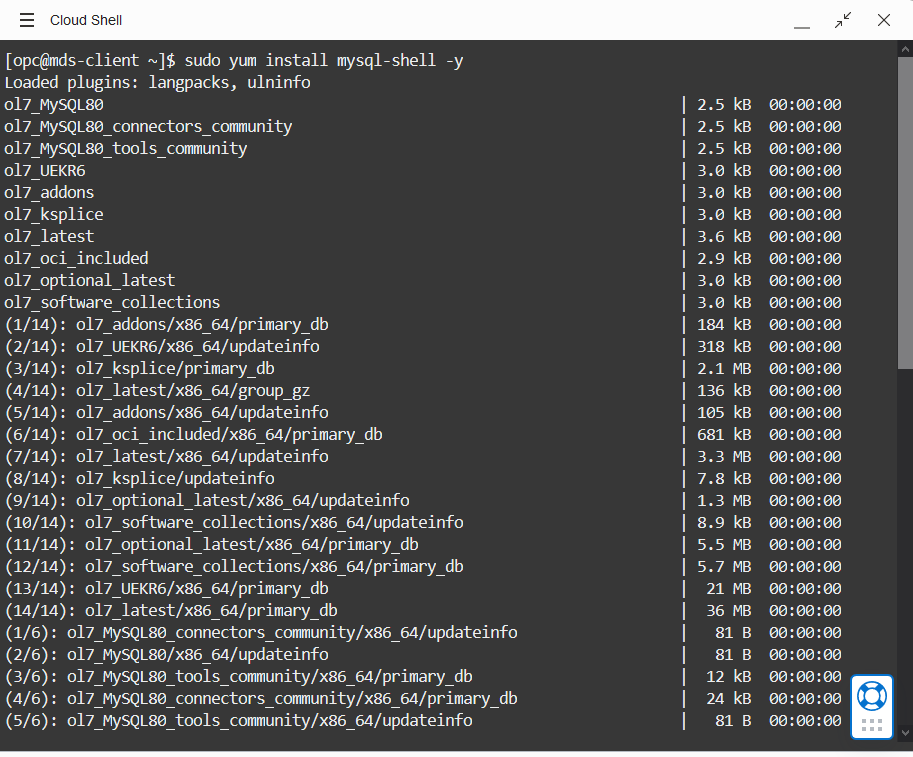 Cloud Shell
[opc@mds-client ~]$ sudo yum install mysql-shell -y
Loaded plugins: langpacks, ulninfo
ol7_MySQL80 | 2.5 kB 00:00:00
ol7_MySQL80_connectors_community | 2.5 kB 00:00:00
ol7_MySQL80_tools_community | 2.5 kB 00:00:00
ol7_UEKR6 | 3.0 kB 00:00:00
ol7_addons | 3.0 kB 00:00:00
ol7_ksplice | 3.0 kB 00:00:00
ol7_latest | 3.6 kB 00:00:00
ol7_oci_included | 2.9 kB 00:00:00
ol7_optional_latest | 3.0 kB 00:00:00
ol7_software_collections | 3.0 kB 00:00:00
(1/14): ol7_addons/x86_64/primary_db | 184 kB 00:00:00
(2/14): ol7_UEKR6/x86_64/updateinfo | 318 kB 00:00:00
(3/14): ol7_ksplice/primary_db | 2.1 MB 00:00:00
(4/14): ol7_latest/x86_64/group_gz | 136 kB 00:00:00
(5/14): ol7_addons/x86_64/updateinfo | 105 kB 00:00:00
(6/14): ol7_oci_included/x86_64/primary_db | 681 kB 00:00:00
(7/14): ol7_latest/x86_64/updateinfo | 3.3 MB 00:00:00
(8/14): ol7_ksplice/updateinfo | 7.8 kB 00:00:00
(9/14): ol7_optional_latest/x86_64/updateinfo | 1.3 MB 00:00:00
(10/14): ol7_software_collections/x86_64/updateinfo | 8.9 kB 00:00:00
(11/14): ol7_optional_latest/x86_64/primary_db | 5.5 MB 00:00:00
(12/14): ol7_software_collections/x86_64/primary_db | 5.7 MB 00:00:00
(13/14): ol7_UEKR6/x86_64/primary_db | 21 MB 00:00:00
(14/14): ol7_latest/x86_64/primary_db | 36 MB 00:00:00
(1/6): ol7_MySQL80_connectors_community/x86_64/updateinfo | 81 B 00:00:00
(2/6): ol7_MySQL80/x86_64/updateinfo | 81 B 00:00:00
(3/6): ol7_MySQL80_tools_community/x86_64/primary_db | 12 kB 00:00:00
(4/6): ol7_MySQL80_connectors_community/x86_64/primary_db | 24 kB 00:00:00
(5/6): ol7_MySQL80_tools_community/x86_64/updateinfo | 81 B 00:00:00